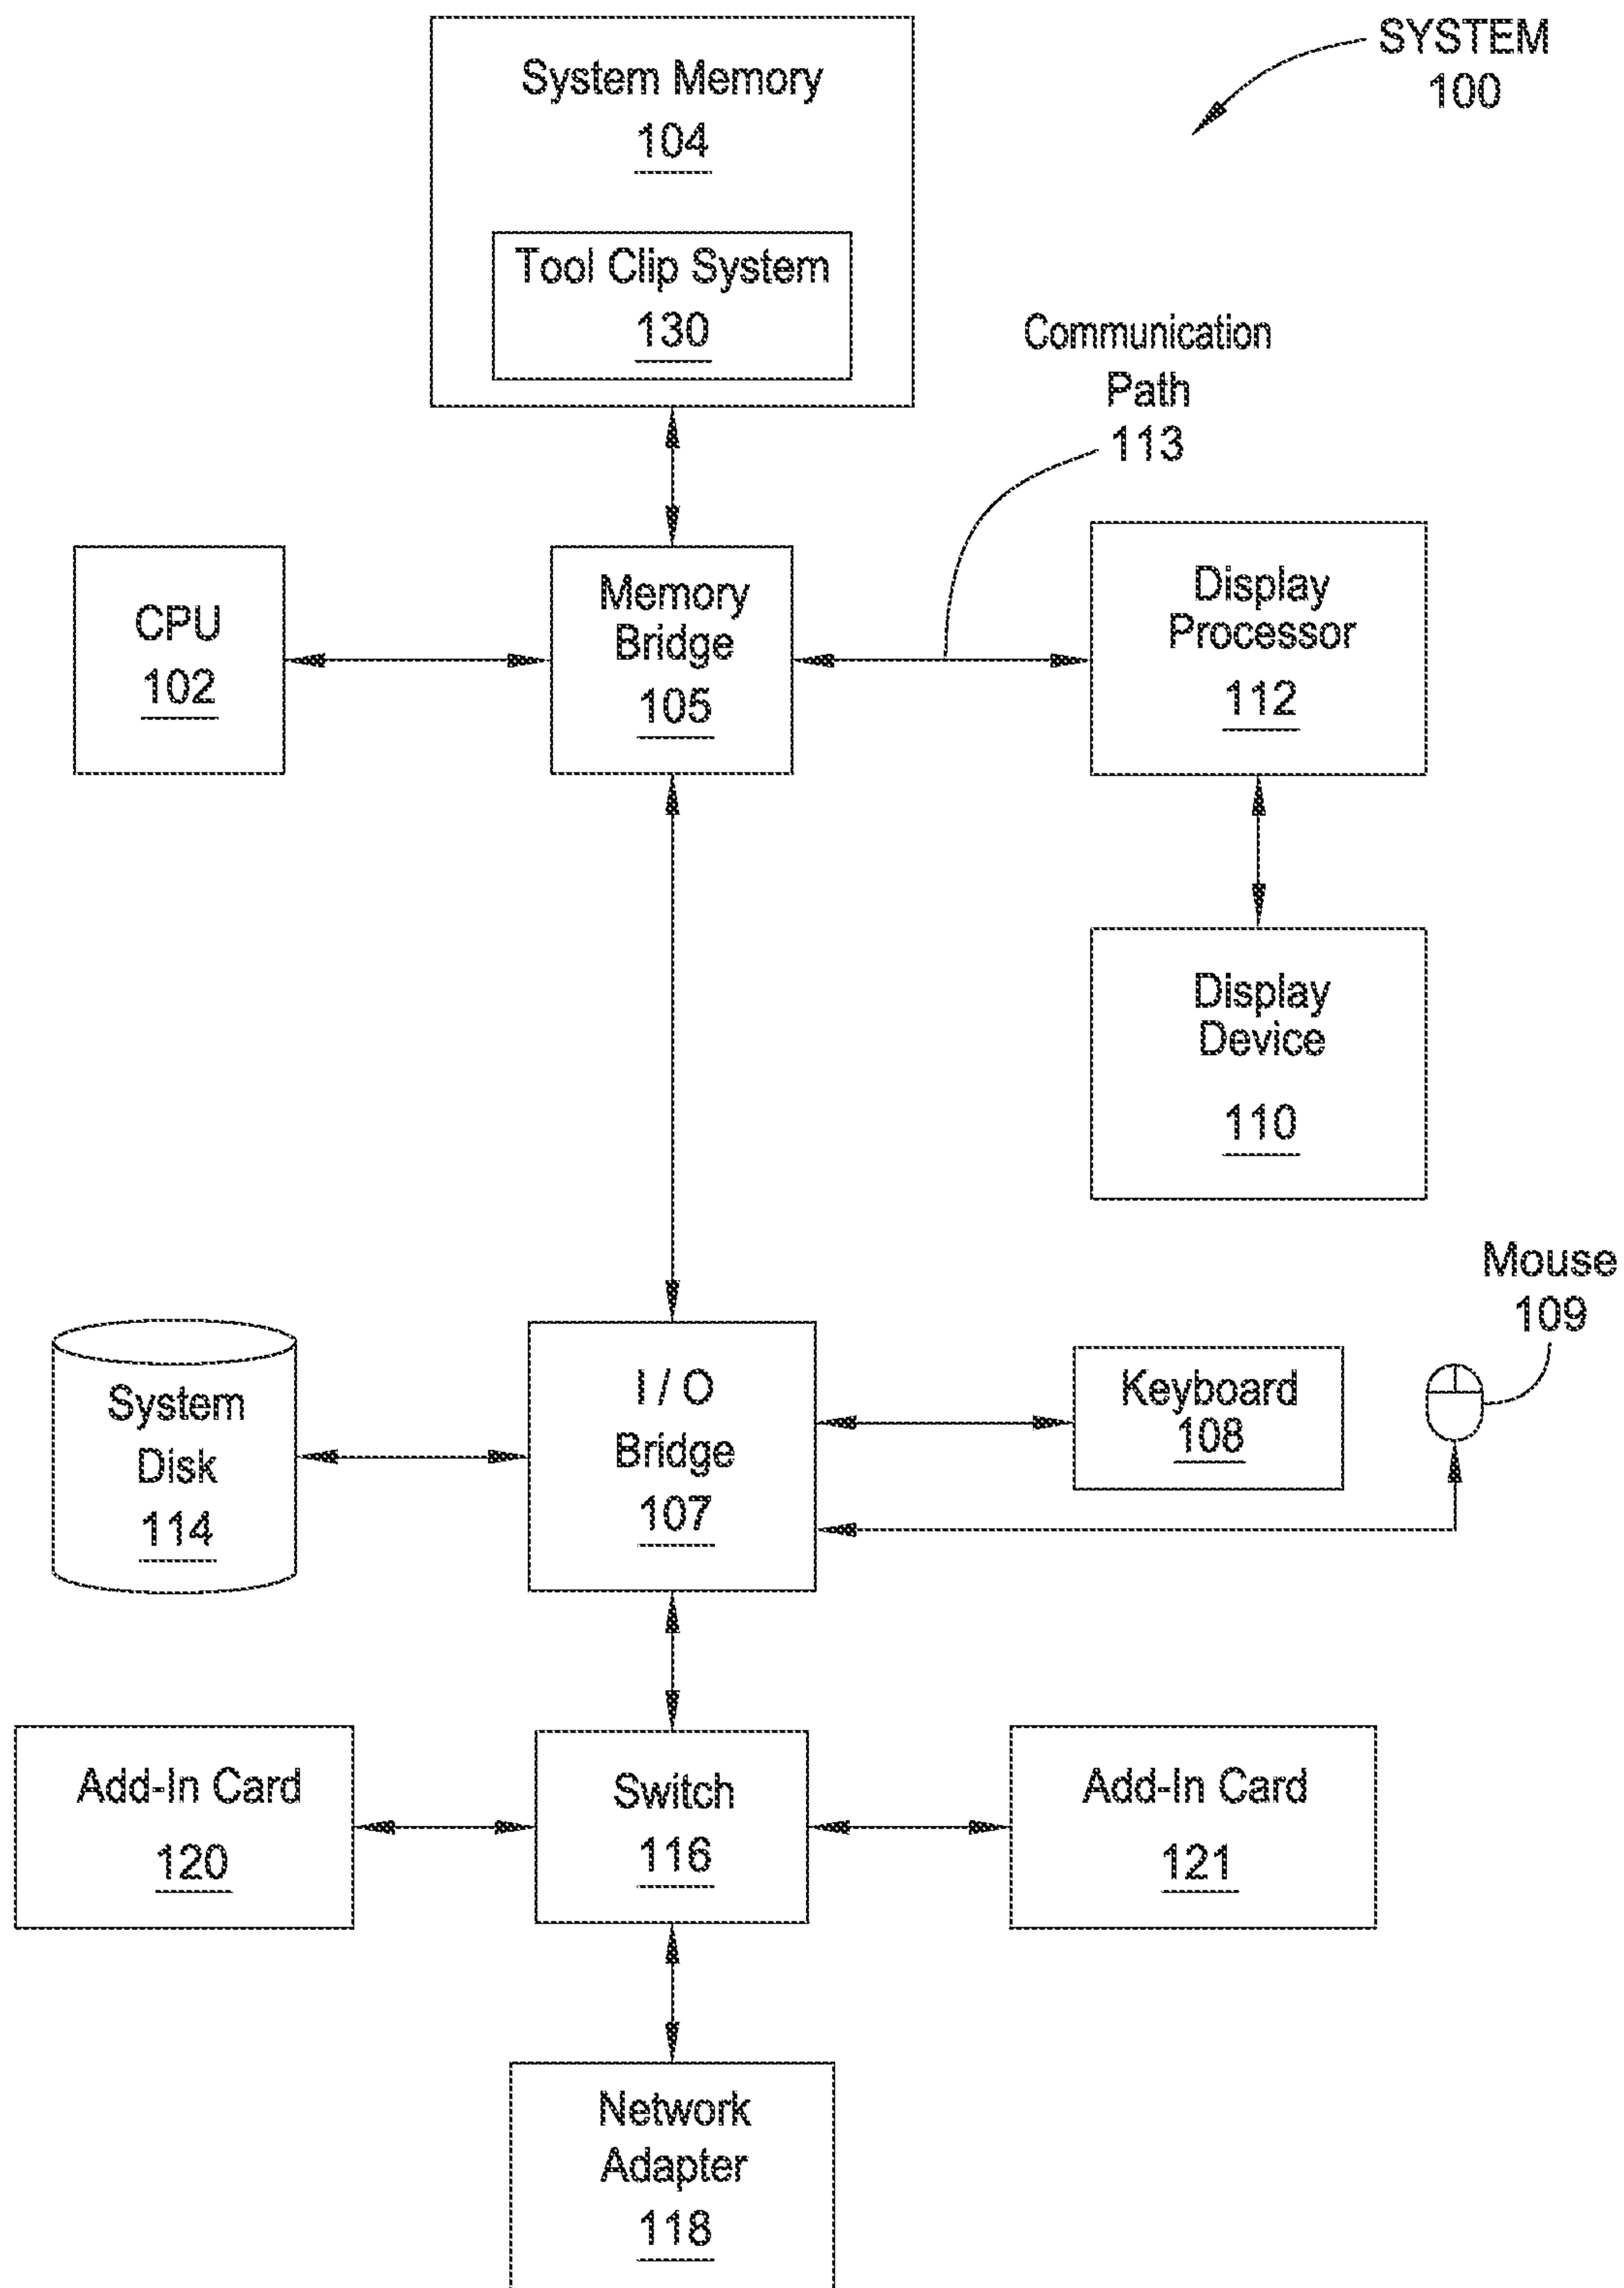 SYSTEM
100
System Memory
104
Tool Clip System
130
Communication
Path
113
CPU
102
Memory
Bridge
105
Display
Processor
112
Display
Device
110
Mouse
109
System
Disk
114
I / O
Bridge
107
Keyboard
108
Add-In Card
120
Switch
116
Add-In Card
121
Network
Adapter
118